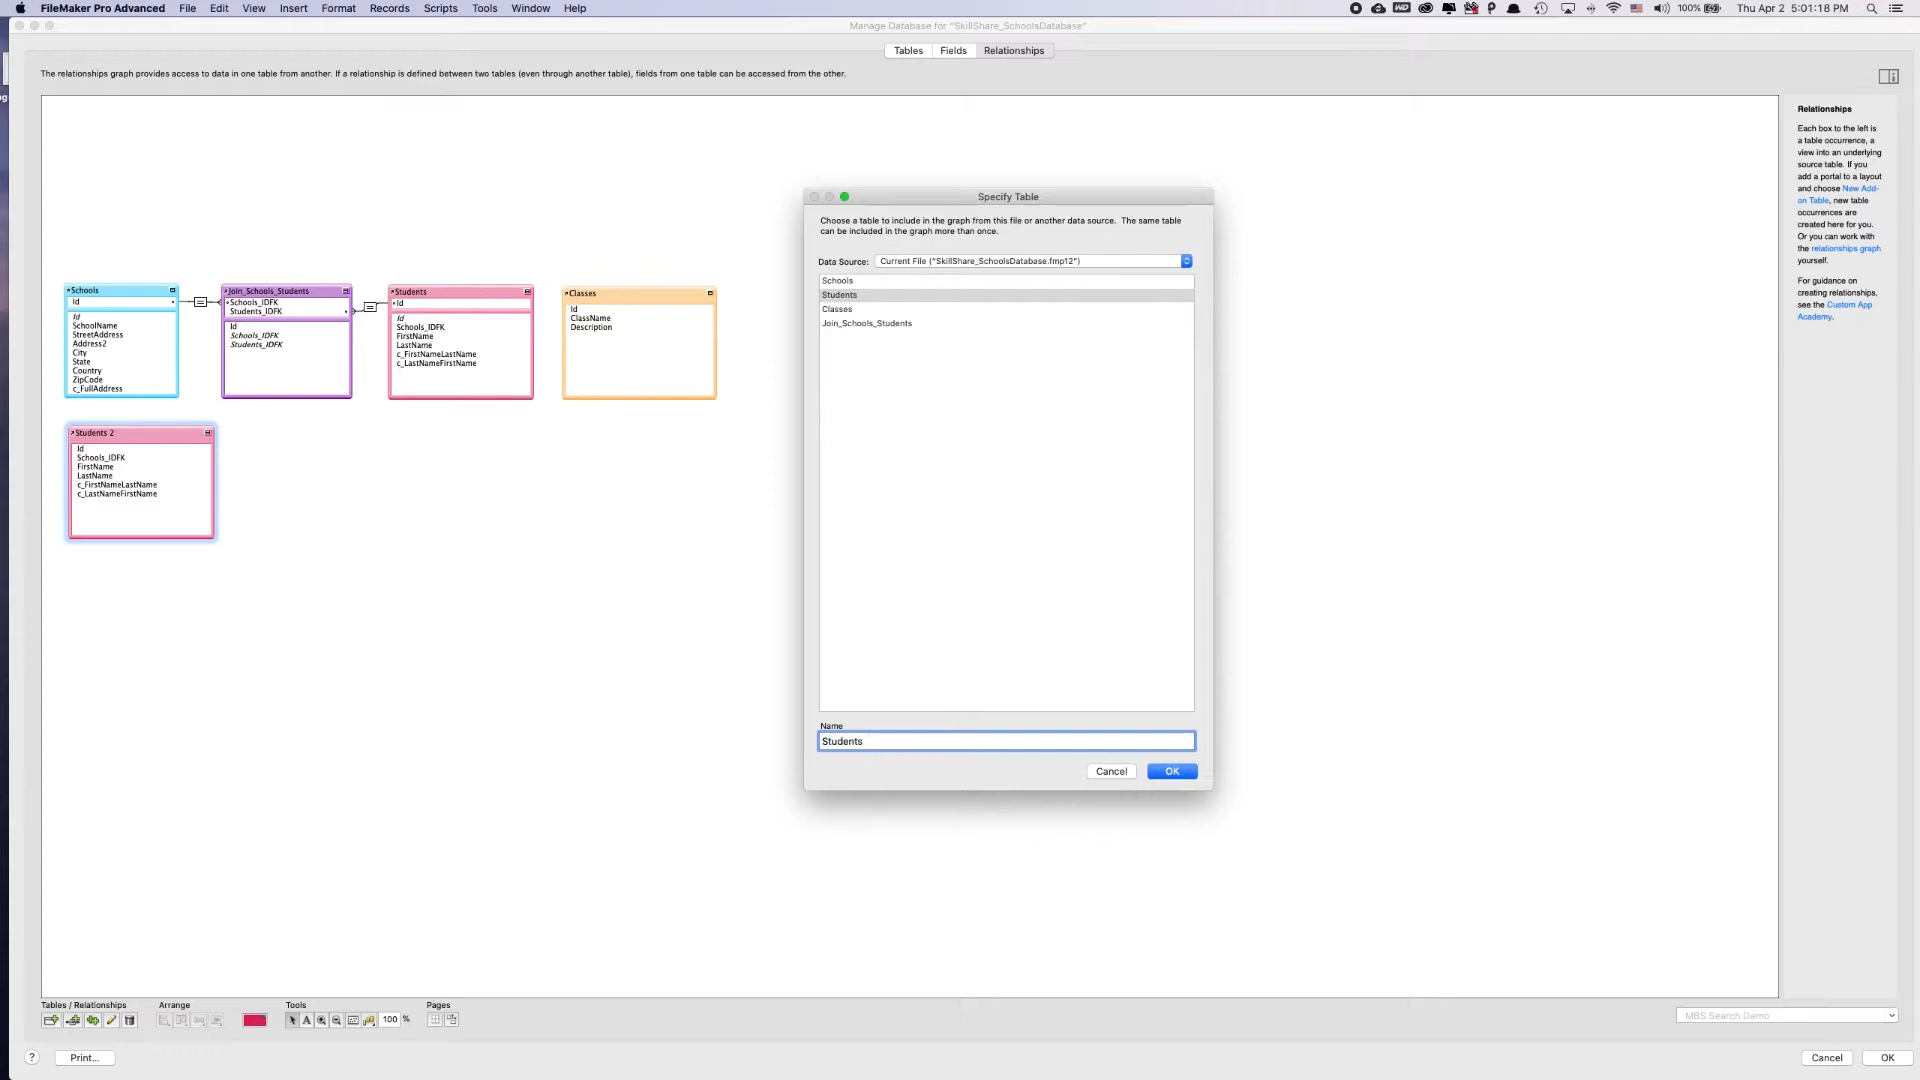 FileMaker Pro Advanced File Edit View Insert Format Records Scripts Tools Window Help 100% Thu Apr 2 5:01:18 PM
Manage Database for "SkillShare_SchoolsDatabase"
Tables Fields Relationships
The relationships graph provides access to data in one table from another. If a relationship is defined between two tables (even through another table), fields from one table can be accessed from the other.
Schools
Id
Id
SchoolName
StreetAddress
Address2
City
State
Country
ZipCode
c_FullAddress
Join_Schools_Students
Schools_IDFK
Students_IDFK
Id
Schools_IDFK
Students_IDFK
Students
Id
Id
Schools_IDFK
FirstName
LastName
c_FirstNameLastName
c_LastNameFirstName
Classes
Id
ClassName
Description
Students 2
Id
Schools_IDFK
FirstName
LastName
c_FirstNameLastName
c_LastNameFirstName
Specify Table
Choose a table to include in the graph from this file or another data source. The same table
can be included in the graph more than once.
Data Source: Current File ("SkillShare_SchoolsDatabase.fmp12")
Schools
Students
Classes
Join_Schools_Students
Name
Students
Cancel OK
Relationships
Each box to the left is
a table occurrence, a
view into an underlying
source table. If you
add a portal to a layout
and choose New Add-
on Table, new table
occurrences are
created here for you.
Or you can work with
the relationships graph
yourself.
For guidance on
creating relationships,
see the Custom App
Academy.
Tables / Relationships Arrange Tools Pages
A 100 %
MBS Search Demo
? Print... Cancel OK